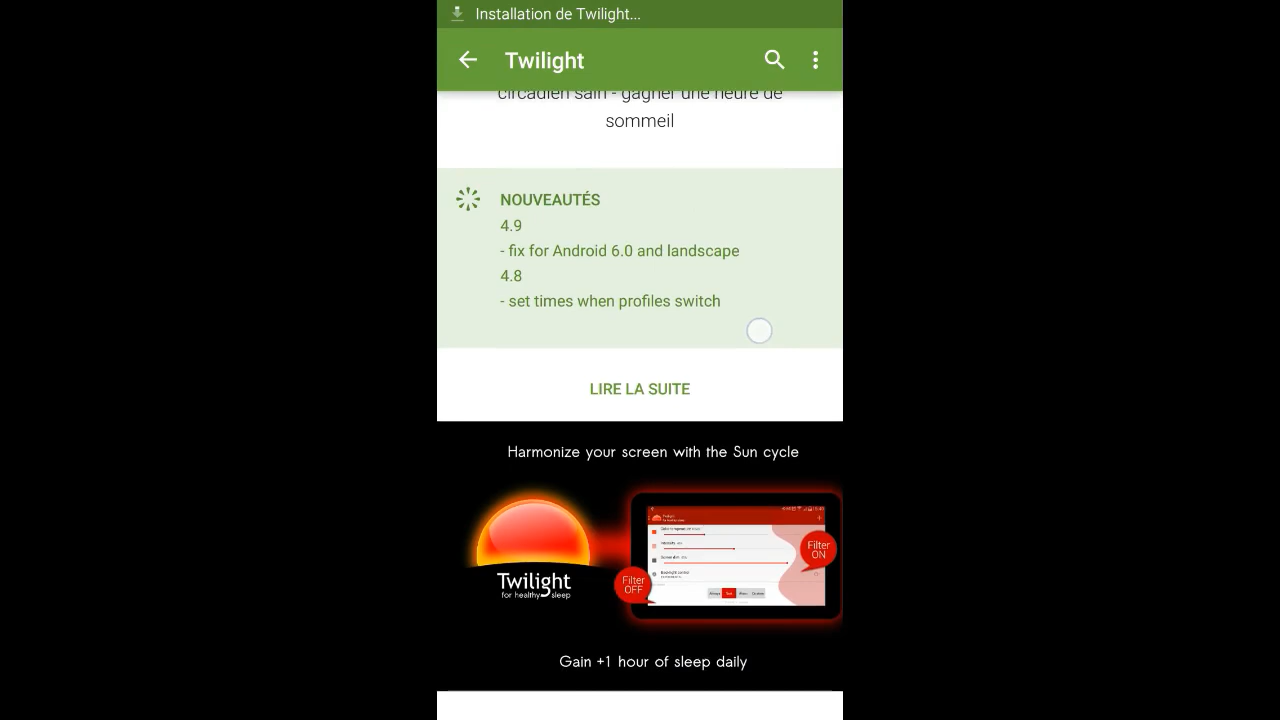 Installation de Twilight...
Twilight
circadien sain - gagner une heure de
sommeil
NOUVEAUTÉS
4.9
- fix for Android 6.0 and landscape
4.8
- set times when profiles switch
LIRE LA SUITE
Harmonize your screen with the Sun cycle
Twilight
for healthy sleep
Filter
OFF
Filter
ON
Gain +1 hour of sleep daily